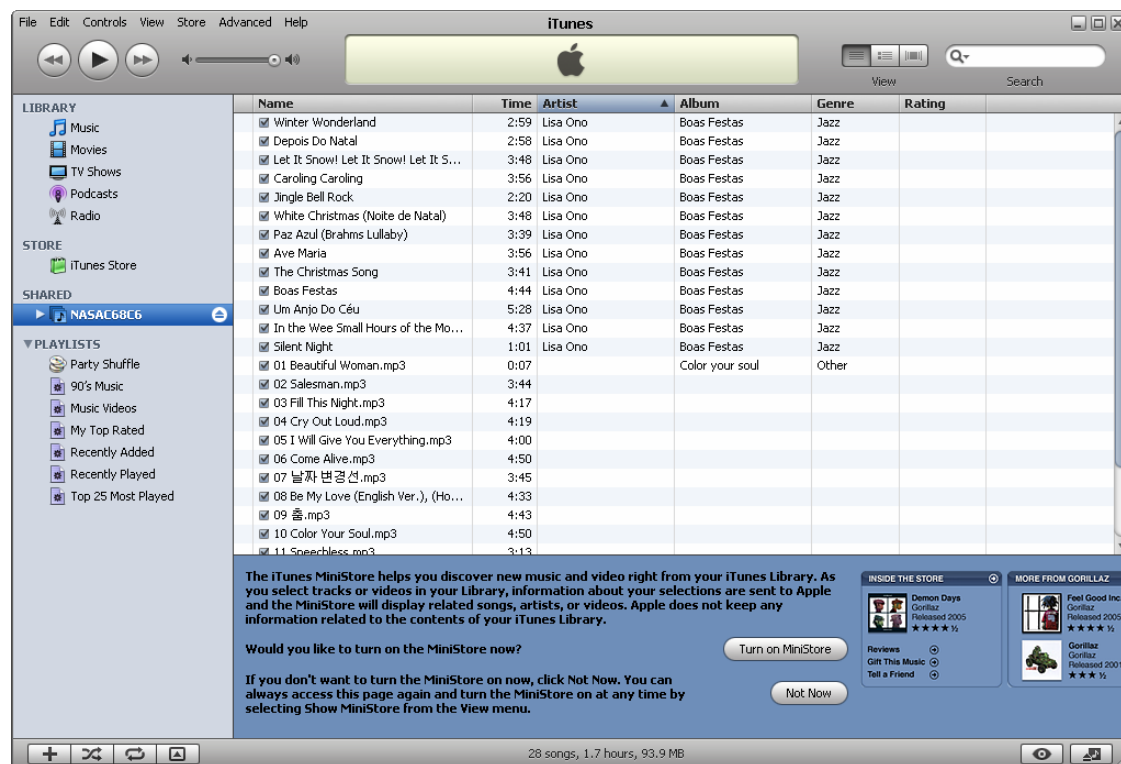 File Edit Controls View Store Advanced Help
iTunes
View
Search
LIBRARY
Music
Movies
TV Shows
Podcasts
Radio
STORE
iTunes Store
SHARED
NASAC68C6
PLAYLISTS
Party Shuffle
90's Music
Music Videos
My Top Rated
Recently Added
Recently Played
Top 25 Most Played
Name Time Artist Album Genre Rating
Winter Wonderland 2:59 Lisa Ono Boas Festas Jazz
Depois Do Natal 2:58 Lisa Ono Boas Festas Jazz
Let It Snow! Let It Snow! Let It S... 3:48 Lisa Ono Boas Festas Jazz
Caroling Caroling 3:56 Lisa Ono Boas Festas Jazz
Jingle Bell Rock 2:20 Lisa Ono Boas Festas Jazz
White Christmas (Noite de Natal) 3:48 Lisa Ono Boas Festas Jazz
Paz Azul (Brahms Lullaby) 3:39 Lisa Ono Boas Festas Jazz
Ave Maria 3:56 Lisa Ono Boas Festas Jazz
The Christmas Song 3:41 Lisa Ono Boas Festas Jazz
Boas Festas 4:44 Lisa Ono Boas Festas Jazz
Um Anjo Do Céu 5:28 Lisa Ono Boas Festas Jazz
In the Wee Small Hours of the Mo... 4:37 Lisa Ono Boas Festas Jazz
Silent Night 1:01 Lisa Ono Boas Festas Jazz
01 Beautiful Woman.mp3 0:07 Color your soul Other
02 Salesman.mp3 3:44
03 Fill This Night.mp3 4:17
04 Cry Out Loud.mp3 4:19
05 I Will Give You Everything.mp3 4:00
06 Come Alive.mp3 4:50
07 날짜 변경선.mp3 3:45
08 Be My Love (English Ver.), (Ho... 4:33
09 춤.mp3 4:43
10 Color Your Soul.mp3 4:50
11 Speechless.mp3 3:13
The iTunes MiniStore helps you discover new music and video right from your iTunes Library. As
you select tracks or videos in your Library, information about your selections are sent to Apple
and the MiniStore will display related songs, artists, or videos. Apple does not keep any
information related to the contents of your iTunes Library.
Would you like to turn on the MiniStore now?
Turn on MiniStore
If you don't want to turn the MiniStore on now, click Not Now. You can
always access this page again and turn the MiniStore on at any time by
selecting Show MiniStore from the View menu.
Not Now
INSIDE THE STORE
Demon Days
Gorillaz
Released 2005
Reviews
Gift This Music
Tell a Friend
MORE FROM GORILLAZ
Feel Good Inc
Gorillaz
Released 2005
Gorillaz
Gorillaz
Released 2001
28 songs, 1.7 hours, 93.9 MB